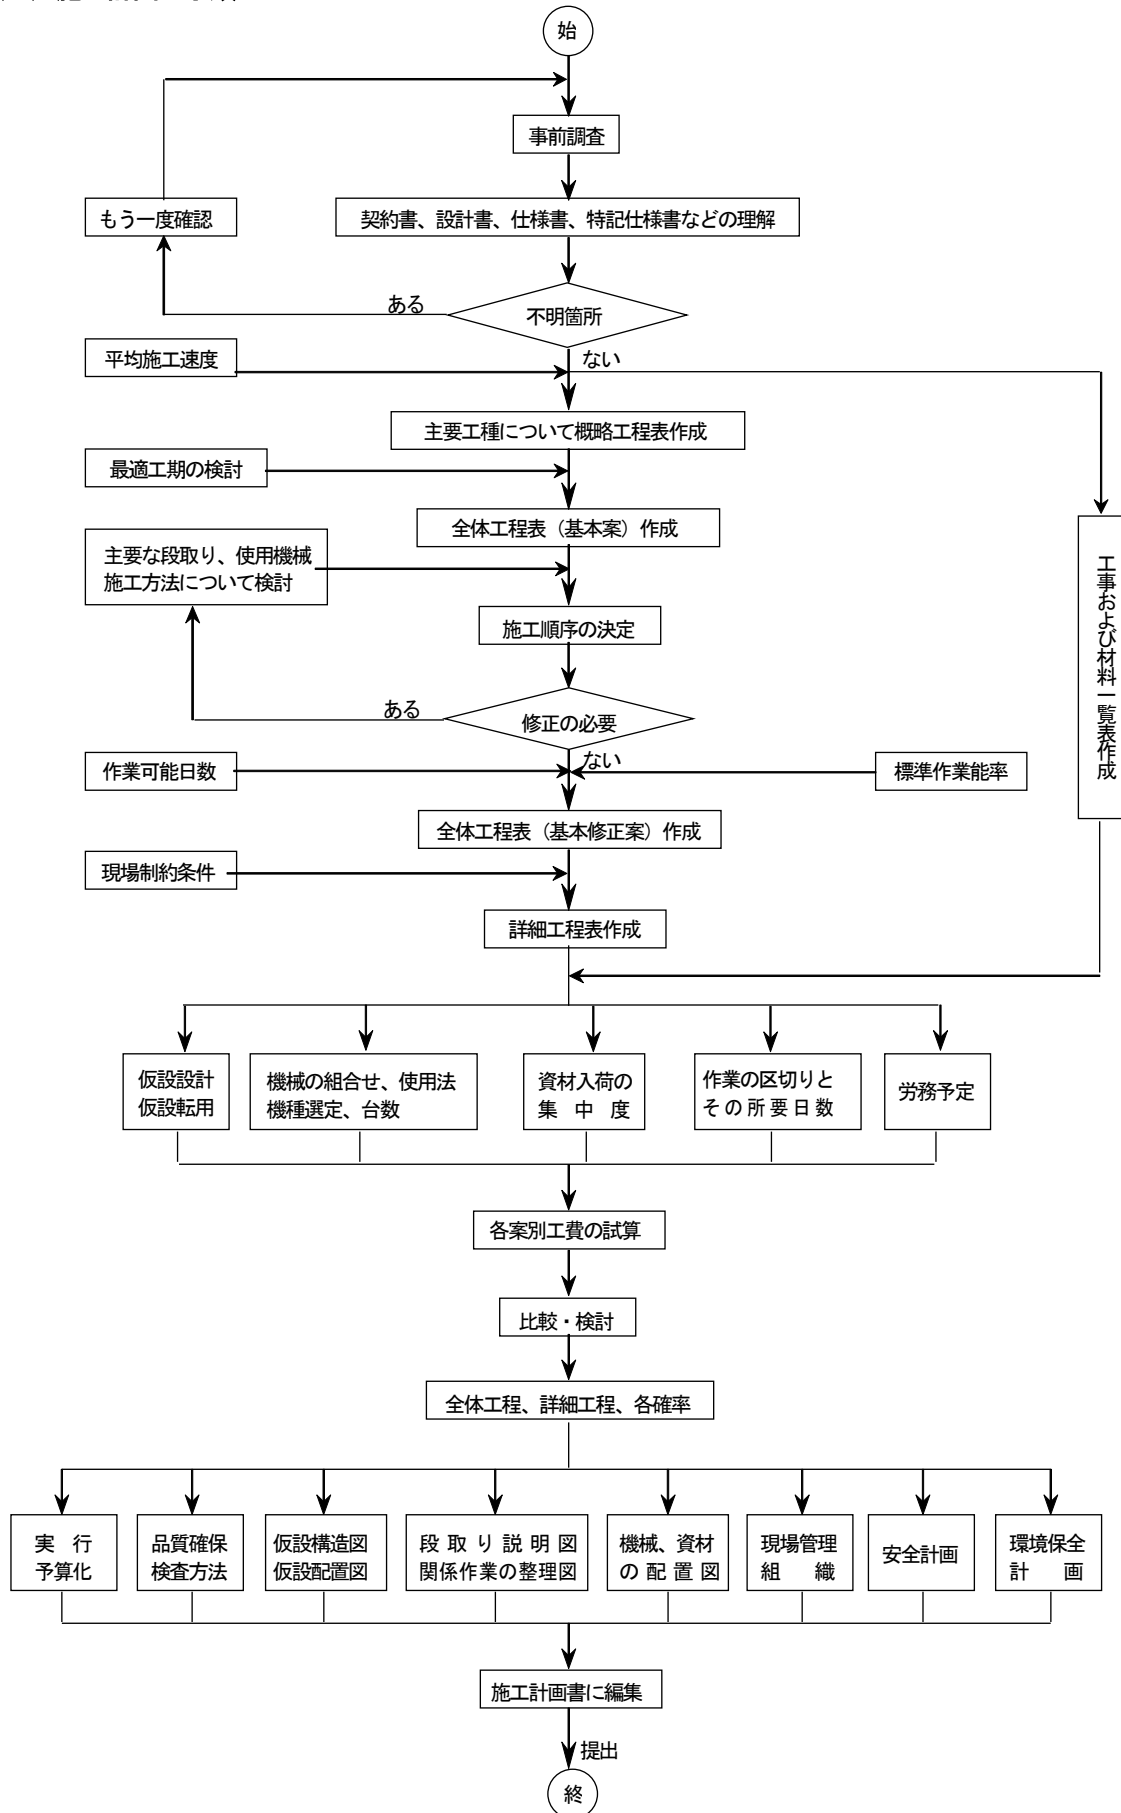 始
事前調査
もう一度確認
契約書、設計書、仕様書、特記仕様書などの理解
ある
不明箇所
平均施工速度
ない
主要工種について概略工程表作成
最適工期の検討
全体工程表（基本案）作成
主要な段取り、使用機械
施工方法について検討
工事および材料一覧表作成
施工順序の決定
ある
修正の必要
ない
作業可能日数
標準作業能率
全体工程表（基本修正案）作成
現場制約条件
詳細工程表作成
仮設設計
仮設転用
機械の組合せ、使用法
機種選定、台数
資材入荷の
集中度
作業の区切りと
その所要日数
労務予定
各案別工費の試算
比較・検討
全体工程、詳細工程、各確率
実行
予算化
品質確保
検査方法
仮設構造図
仮設配置図
段取り説明図
関係作業の整理図
機械、資材
の配置図
現場管理
組織
安全計画
環境保全
計画
施工計画書に編集
提出
終